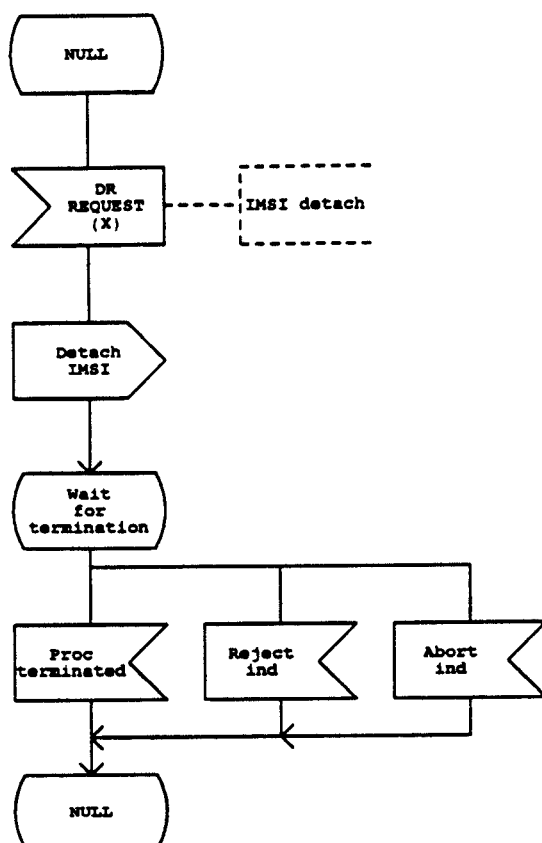 NULL
DR
REQUEST
(X)
IMSI detach
Detach
IMSI
Wait
for
termination
Proc
terminated
Reject
ind
Abort
ind
NULL